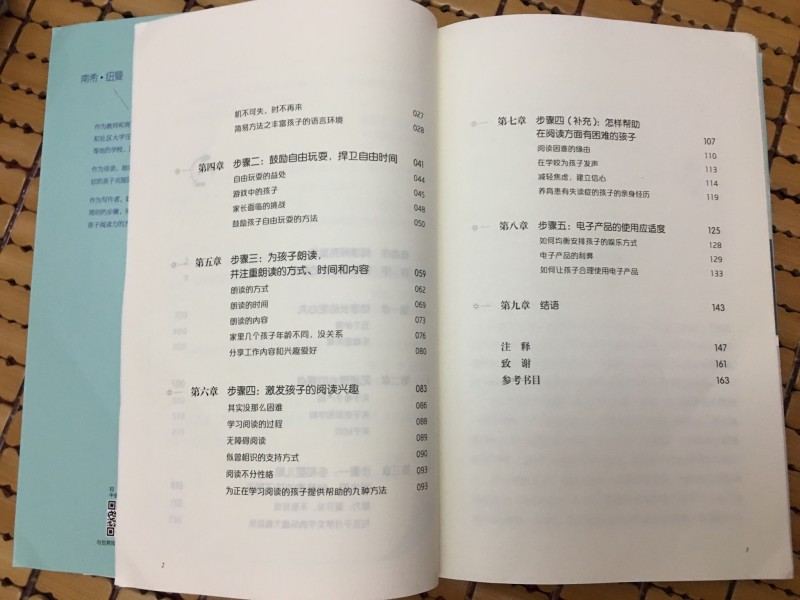 南希·纽曼
机不可失，时不再来 027
简易方法之丰富孩子的语言环境 028
第四章 步骤二：鼓励自由玩耍，捍卫自由时间 041
自由玩耍的益处 044
游戏中的孩子 045
家长面临的挑战 048
鼓励孩子自由玩耍的方法 050
第五章 步骤三：为孩子朗读，
并注重朗读的方式、时间和内容 059
朗读的方式 062
朗读的时间 069
朗读的内容 073
家里几个孩子年龄不同，没关系 076
分享工作内容和兴趣爱好 080
第六章 步骤四：激发孩子的阅读兴趣 083
其实没那么困难 086
学习阅读的过程 088
无障碍阅读 089
似曾相识的支持方式 090
阅读不分性格 093
为正在学习阅读的孩子提供帮助的九种方法 093
2
第七章 步骤四（补充）：怎样帮助
在阅读方面有困难的孩子 107
阅读困难的缘由 110
在学校为孩子发声 113
减轻焦虑，建立信心 114
养育患有失读症的孩子的亲身经历 119
第八章 步骤五：电子产品的使用应适度 125
如何均衡安排孩子的娱乐方式 128
电子产品的利弊 129
如何让孩子合理使用电子产品 133
第九章 结语 143
注 释 147
致 谢 161
参考书目 163
3